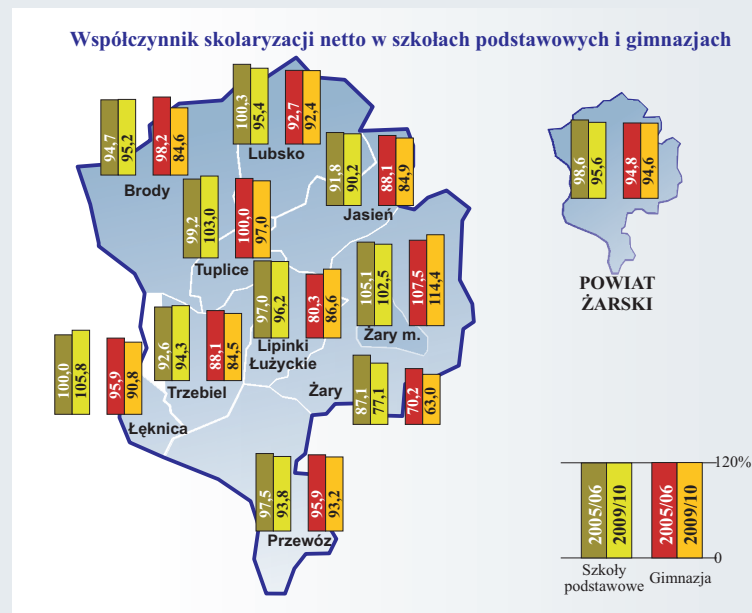 Współczynnik skolaryzacji netto w szkołach podstawowych i gimnazjach
100,3 95,4 92,7 92,4
Lubsko
94,7 95,2 98,2 84,6
Brody
91,8 90,2 88,1 84,9
Jasień
98,6 95,6 94,8 94,6
POWIAT
ŻARSKI
99,2 103,0 100,0 97,0
Tuplice
97,0 96,2 80,3 86,6
Lipinki
Łużyckie
105,1 102,5 107,5 114,4
Żary m.
92,6 94,3 88,1 84,5
Trzebiel
100,0 105,8 95,9 90,8
Łęknica
87,1 77,1 70,2 63,0
Żary
97,5 93,8 95,9 93,2
Przewóz
120%
2005/06 2009/10 2005/06 2009/10
0
Szkoły
podstawowe
Gimnazja